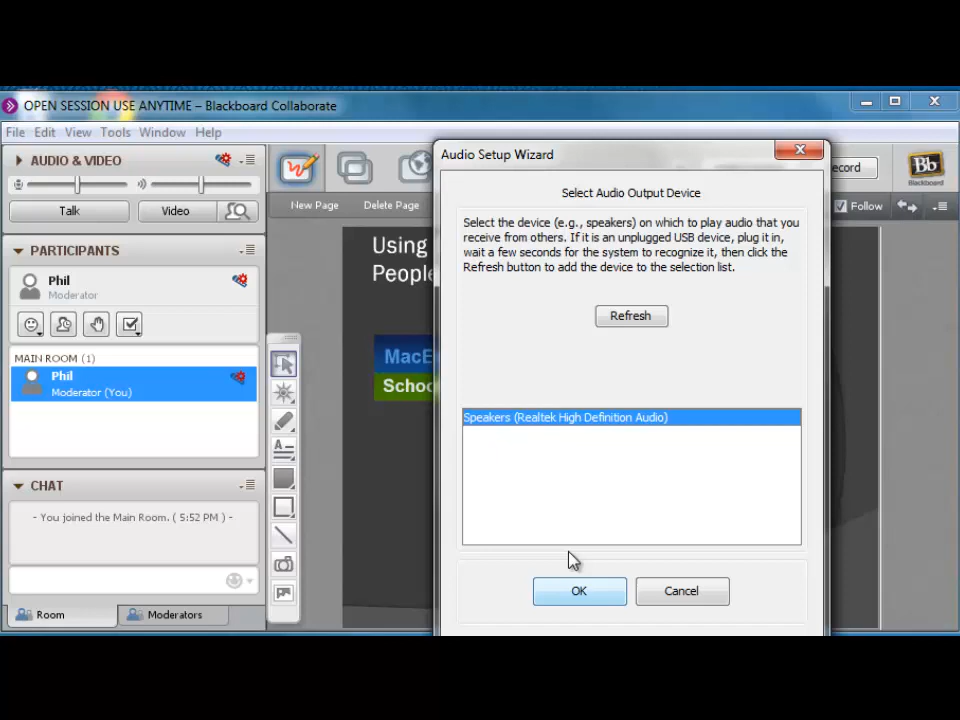 OPEN SESSION USE ANYTIME – Blackboard Collaborate
File Edit View Tools Window Help
AUDIO & VIDEO
Talk
Video
PARTICIPANTS
Phil
Moderator
MAIN ROOM (1)
Phil
Moderator (You)
CHAT
- You joined the Main Room. ( 5:52 PM ) -
Room
Moderators
New Page
Delete Page
ecord
Bb
Blackboard
Follow
Using
People
MacE
Schoo
Audio Setup Wizard
Select Audio Output Device
Select the device (e.g., speakers) on which to play audio that you
receive from others. If it is an unplugged USB device, plug it in,
wait a few seconds for the system to recognize it, then click the
Refresh button to add the device to the selection list.
Refresh
Speakers (Realtek High Definition Audio)
OK
Cancel